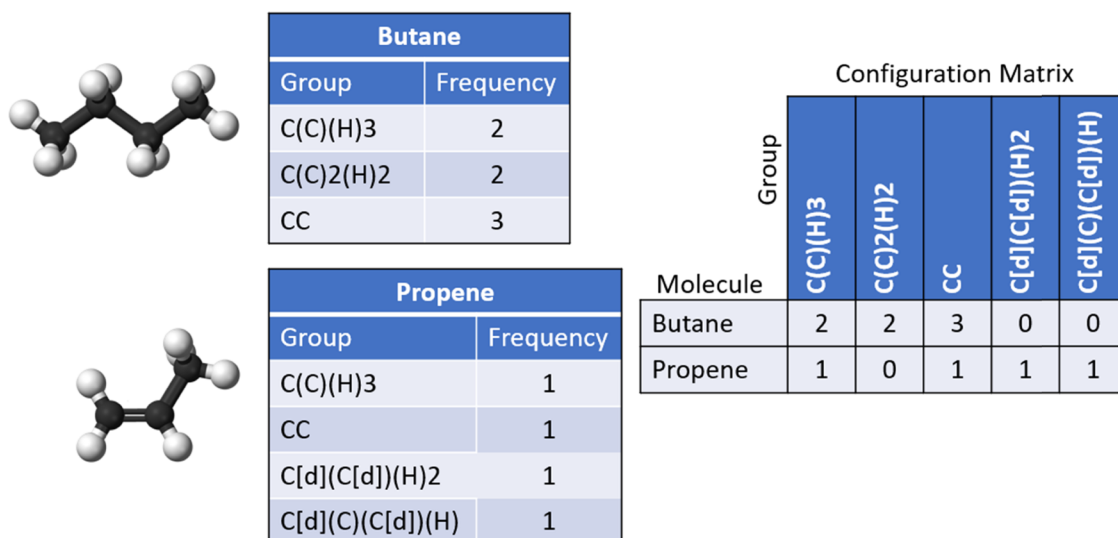 Butane
Group Frequency
C(C)(H)3 2
C(C)2(H)2 2
CC 3
Propene
Group Frequency
C(C)(H)3 1
CC 1
C[d](C[d])(H)2 1
C[d](C)(C[d])(H) 1
Configuration Matrix
Group
Molecule C(C)(H)3 C(C)2(H)2 CC C[d](C[d])(H)2 C[d](C)(C[d])(H)
Butane 2 2 3 0 0
Propene 1 0 1 1 1